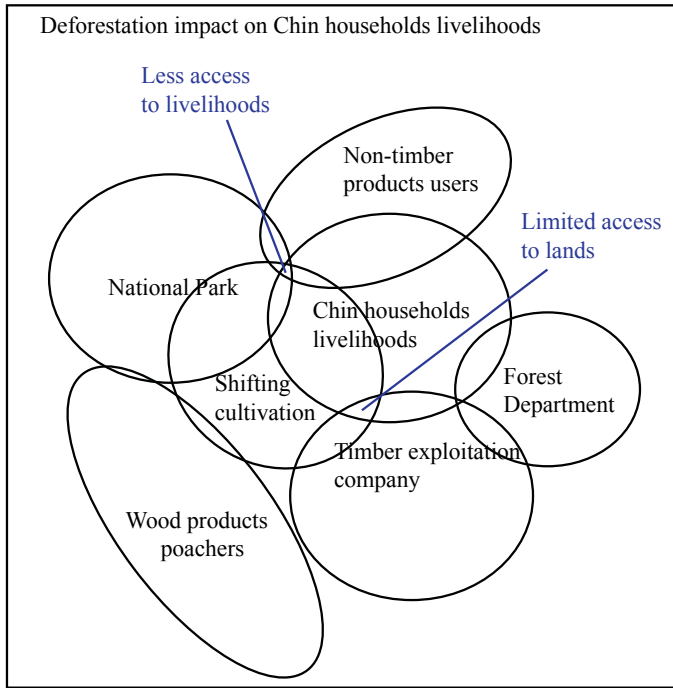 Deforestation impact on Chin households livelihoods
Less access
to livelihoods
Non-timber
products users
Limited access
to lands
National Park
Chin households
livelihoods
Shifting
cultivation
Forest
Department
Timber exploitation
company
Wood products
poachers